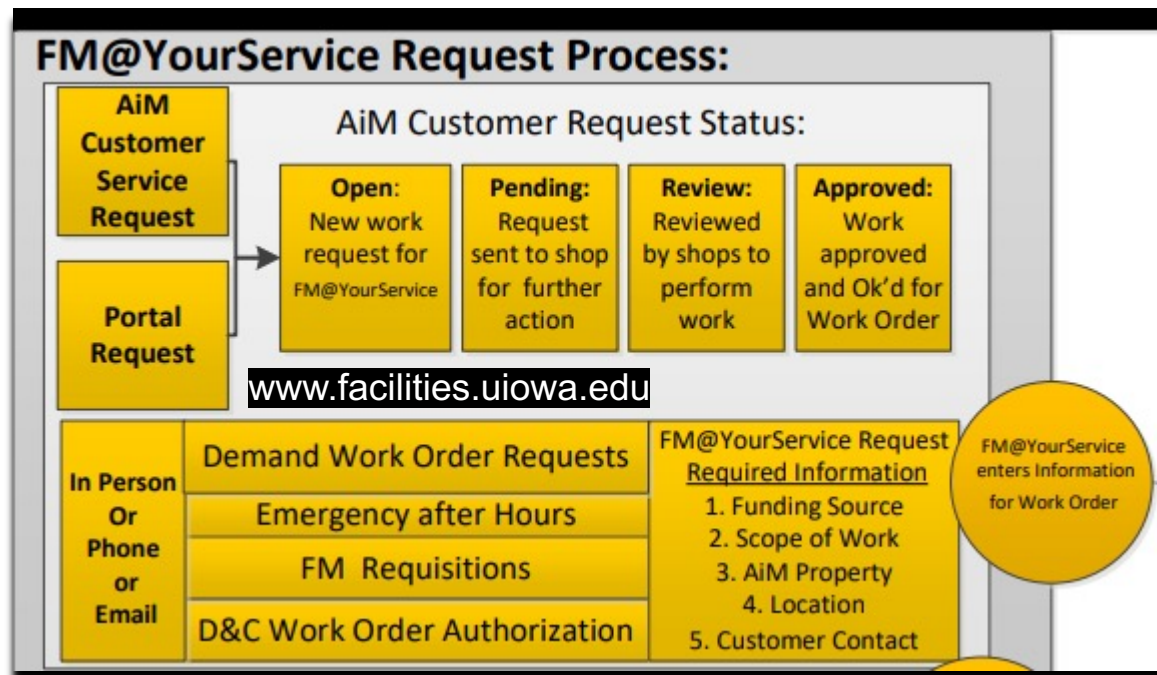 FM@YourService Request Process:
AiM
Customer
Service
Request
Portal
Request
AiM Customer Request Status:
Open:
New work
request for
FM@YourService
Pending:
Request
sent to shop
for further
action
Review:
Reviewed
by shops to
perform
work
Approved:
Work
approved
and Ok'd for
Work Order
www.facilities.uiowa.edu
In Person
Or
Phone
or
Email
Demand Work Order Requests
Emergency after Hours
FM Requisitions
D&C Work Order Authorization
FM@YourService Request
Required Information
1. Funding Source
2. Scope of Work
3. AiM Property
4. Location
5. Customer Contact
FM@YourService
enters Information
for Work Order